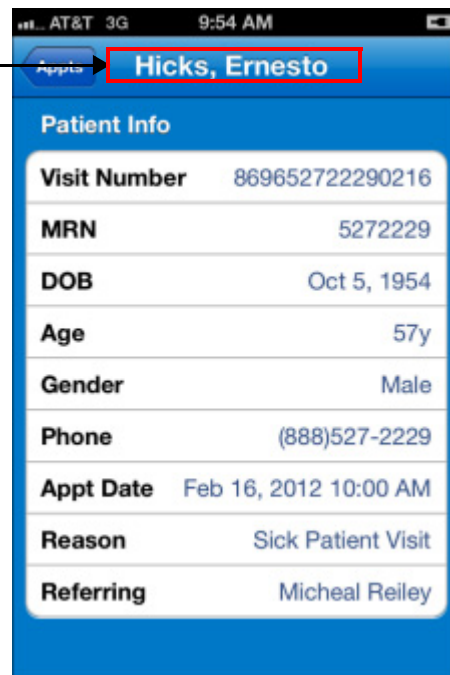 AT&T 3G 9:54 AM
Appts Hicks, Ernesto
Patient Info
Visit Number 869652722290216
MRN 5272229
DOB Oct 5, 1954
Age 57y
Gender Male
Phone (888)527-2229
Appt Date Feb 16, 2012 10:00 AM
Reason Sick Patient Visit
Referring Micheal Reiley